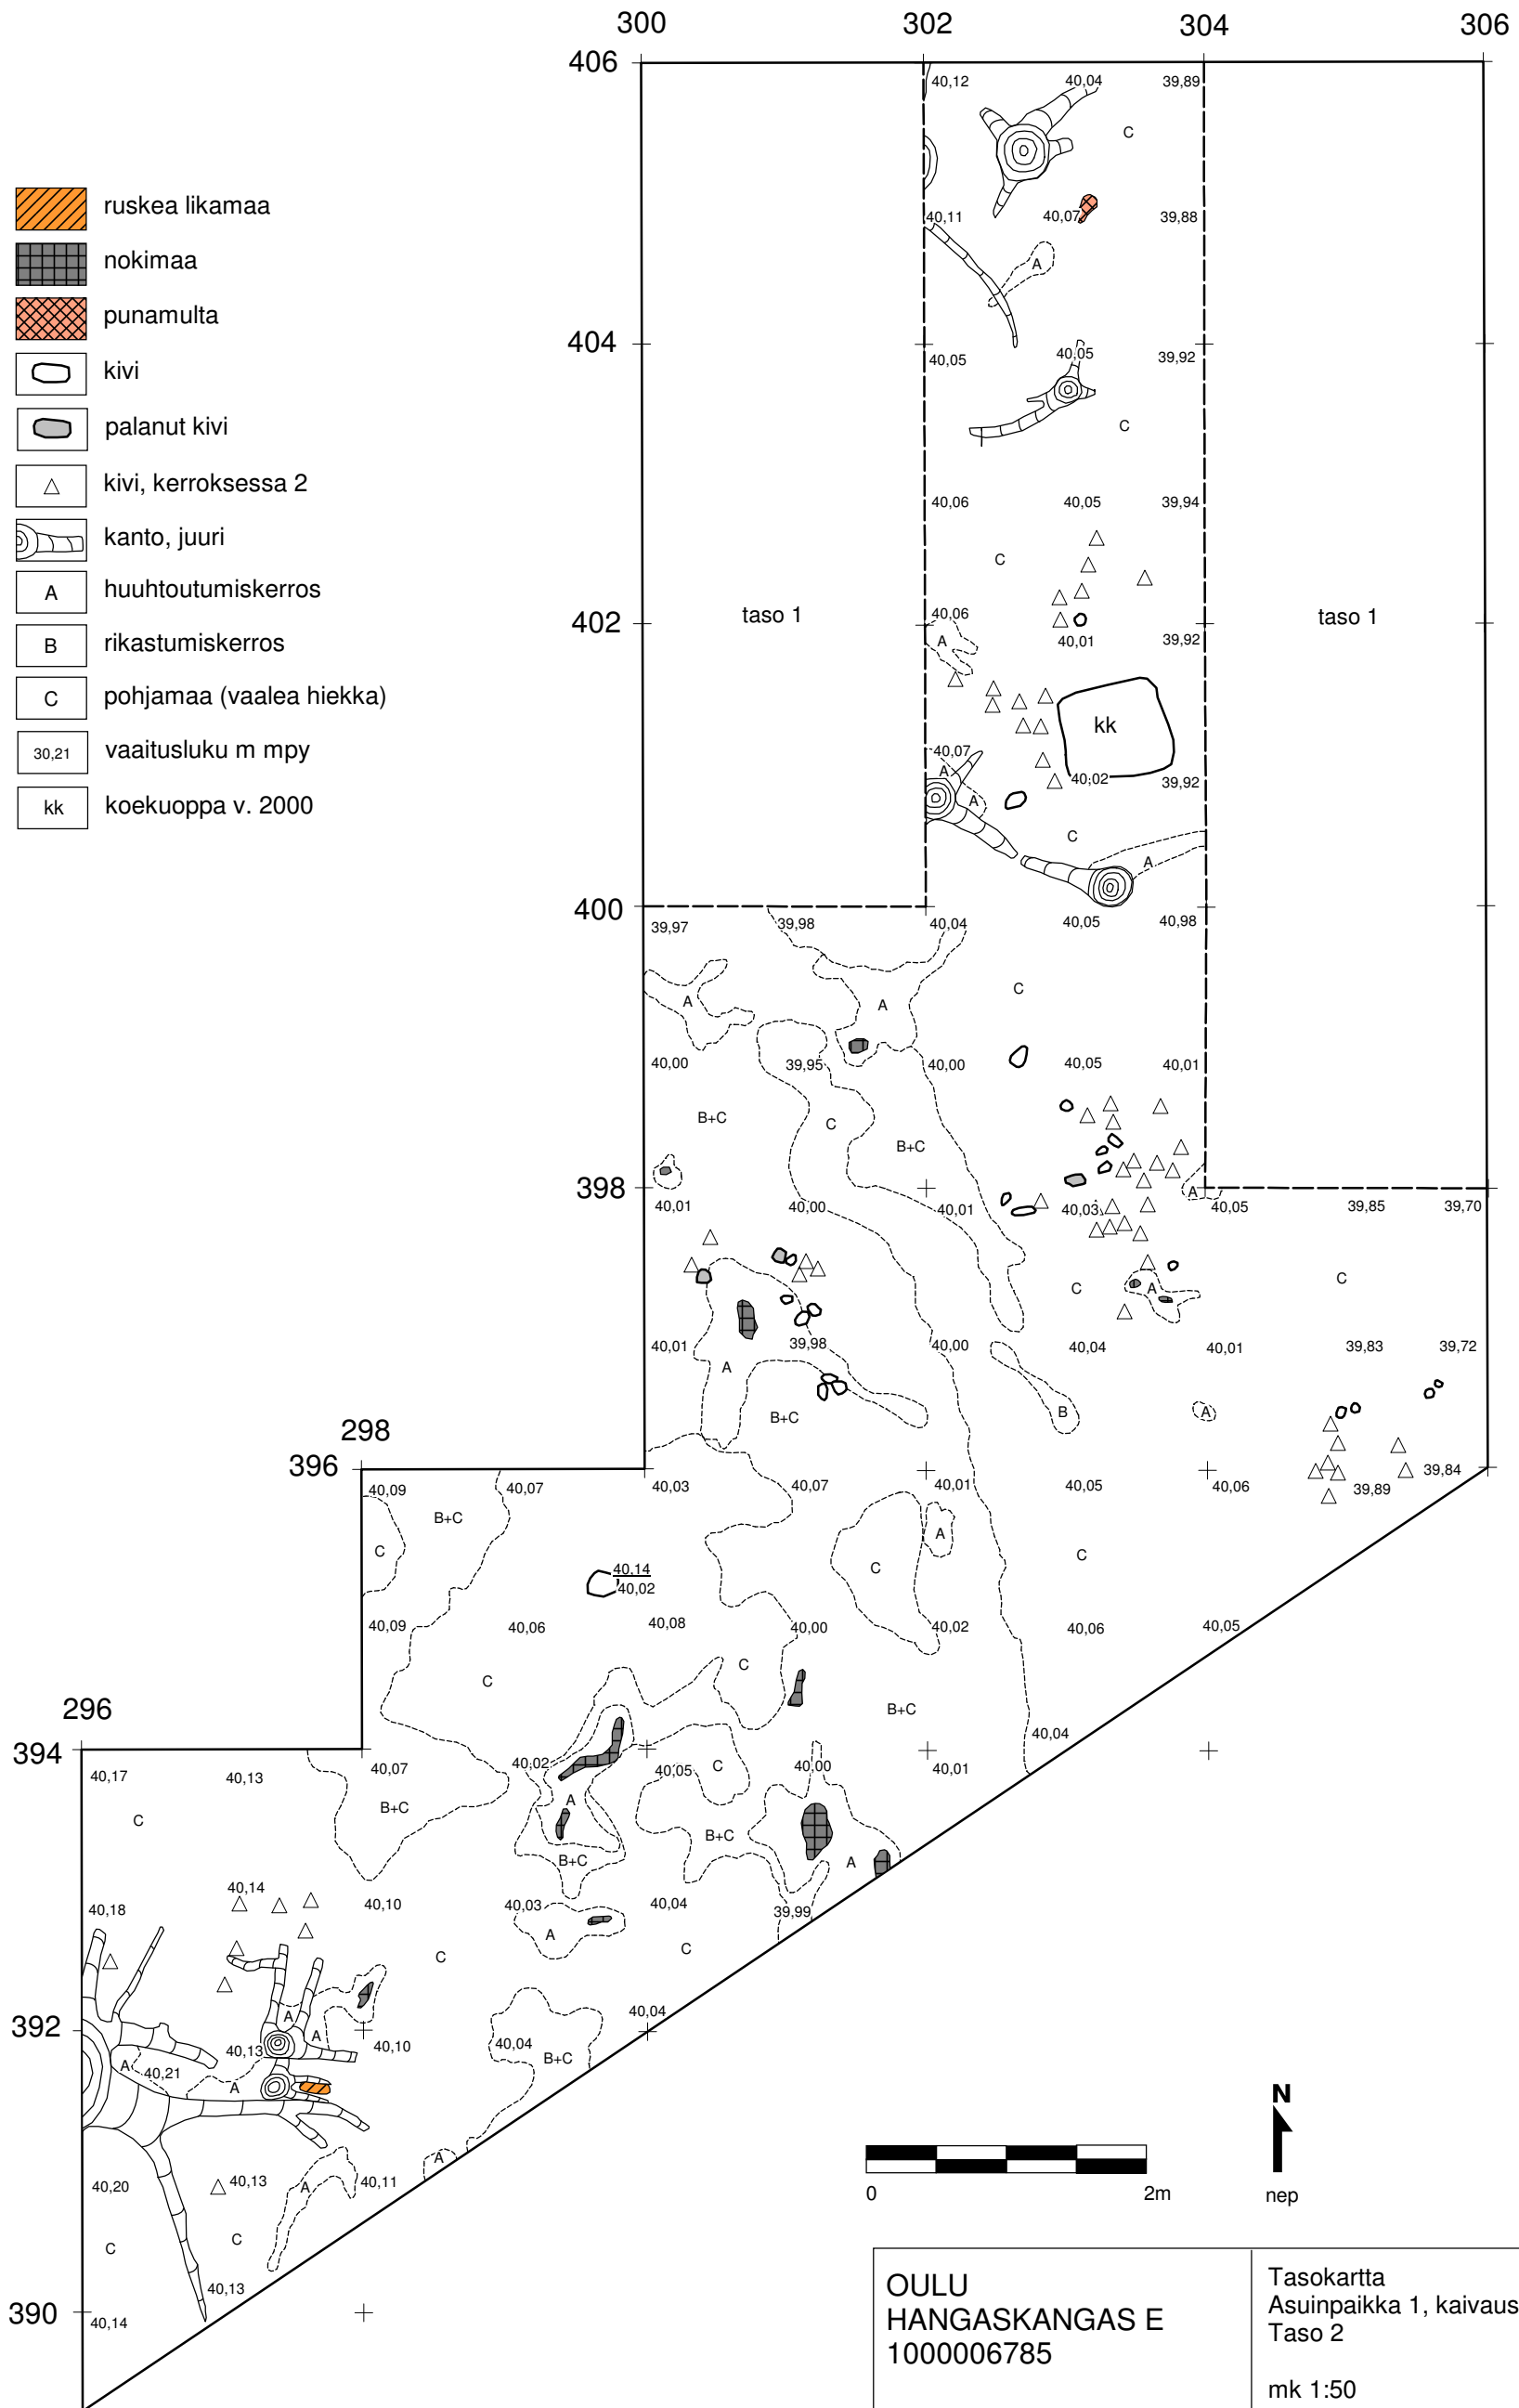 300 302 304 306
406
40,12 40,04 39,89
C
ruskea likamaa
40,11 40,07 39,88
nokimaa
A
punamulta
404
40,05 40,05 39,92
kivi
palanut kivi
C
kivi, kerroksessa 2
40,06 40,05 39,94
kanto, juuri
C
A huuhtoutumiskerros
402 taso 1 40,06 taso 1
B rikastumiskerros
A 40,01 39,92
C pohjamaa (vaalea hiekka)
kk
30,21 vaaitusluku m mpy
40,07
A 40,02 39,92
kk koekuoppa v. 2000
A
C
A
400
39,97 39,98 40,04 40,05 40,98
C
A A
40,00 39,95 40,00 40,05 40,01
B+C C
B+C
398
A
40,01 40,00 40,01 40,03 40,05 39,85 39,70
C A C
40,01 39,98 40,00 40,04 40,01 39,83 39,72
A
B+C B A
298
396
40,09 40,07 40,03 40,07 40,01 40,05 40,06 39,89 39,84
B+C
A
C C C
40,14
40,02
40,09 40,06 40,08 40,00 40,02 40,06 40,05
C
C
296 B+C
40,04
394
40,17 40,13 40,07 40,02 40,05 C 40,00 40,01
A
C B+C
B+C
B+C A
40,14
40,18 40,10 40,03 40,04 39,99
A
C C
A
392 40,04
A
40,13 40,10 40,04
B+C
A 40,21
A
A
40,20 40,13 A 40,11
C
C
40,13
390
40,14
N
0 2m
nep
OULU
HANGASKANGAS E
1000006785
Tasokartta
Asuinpaikka 1, kaivaus
Taso 2
mk 1:50